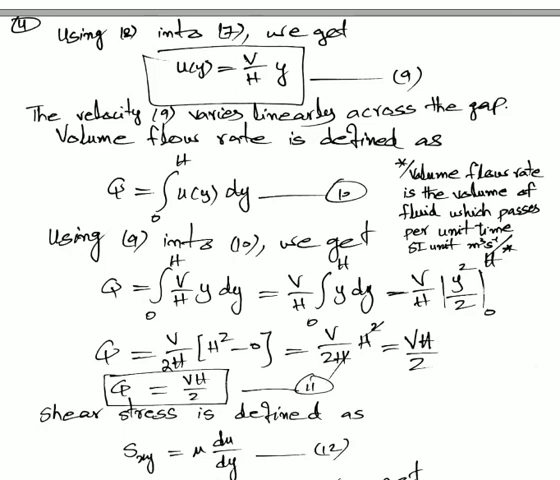 4
Using (8) into (7), we get
u(y) = V/H y —— (9)
The velocity (9) varies linearly across the gap.
Volume flow rate is defined as
Q = ∫₀ᴴ u(y) dy —— (10)
*/Volume flow rate
is the volume of
fluid which passes
per unit time
SI unit m³s⁻¹ /*
Using (9) into (10), we get
Q = ∫₀ᴴ V/H y dy = V/H ∫₀ᴴ y dy = V/H |y²/2|₀ᴴ
Q = V/2H [H² - 0] = V/2H H² = VH/2
Q = VH/2 —— (11)
Shear stress is defined as
Sxy = μ du/dy —— (12)